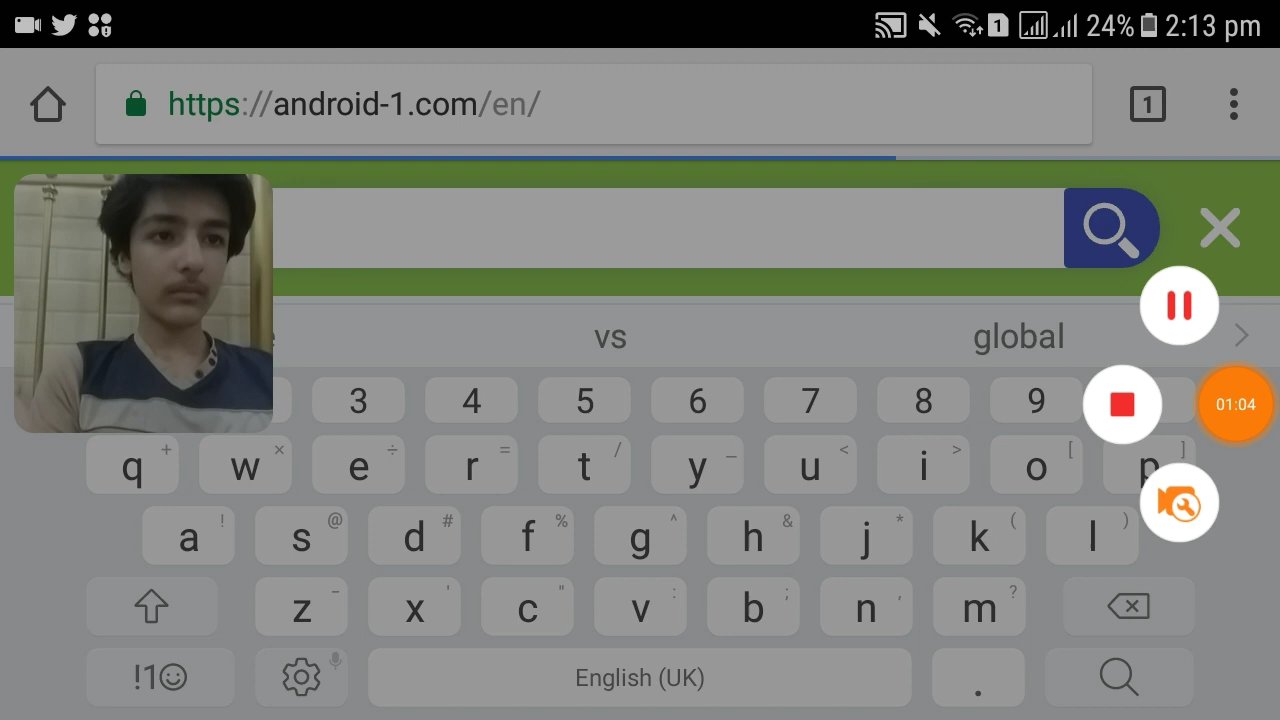 1 24% 2:13 pm
https://android-1.com/en/ 1
vs global
3 4 5 6 7 8 9 01:04
q + w × e ÷ r = t / y _ u < i > o [ p ]
a ! s @ d # f % g ^ h & j * k ( l )
z - x ' c " v : b ; n , m ?
!1☺ English (UK) .